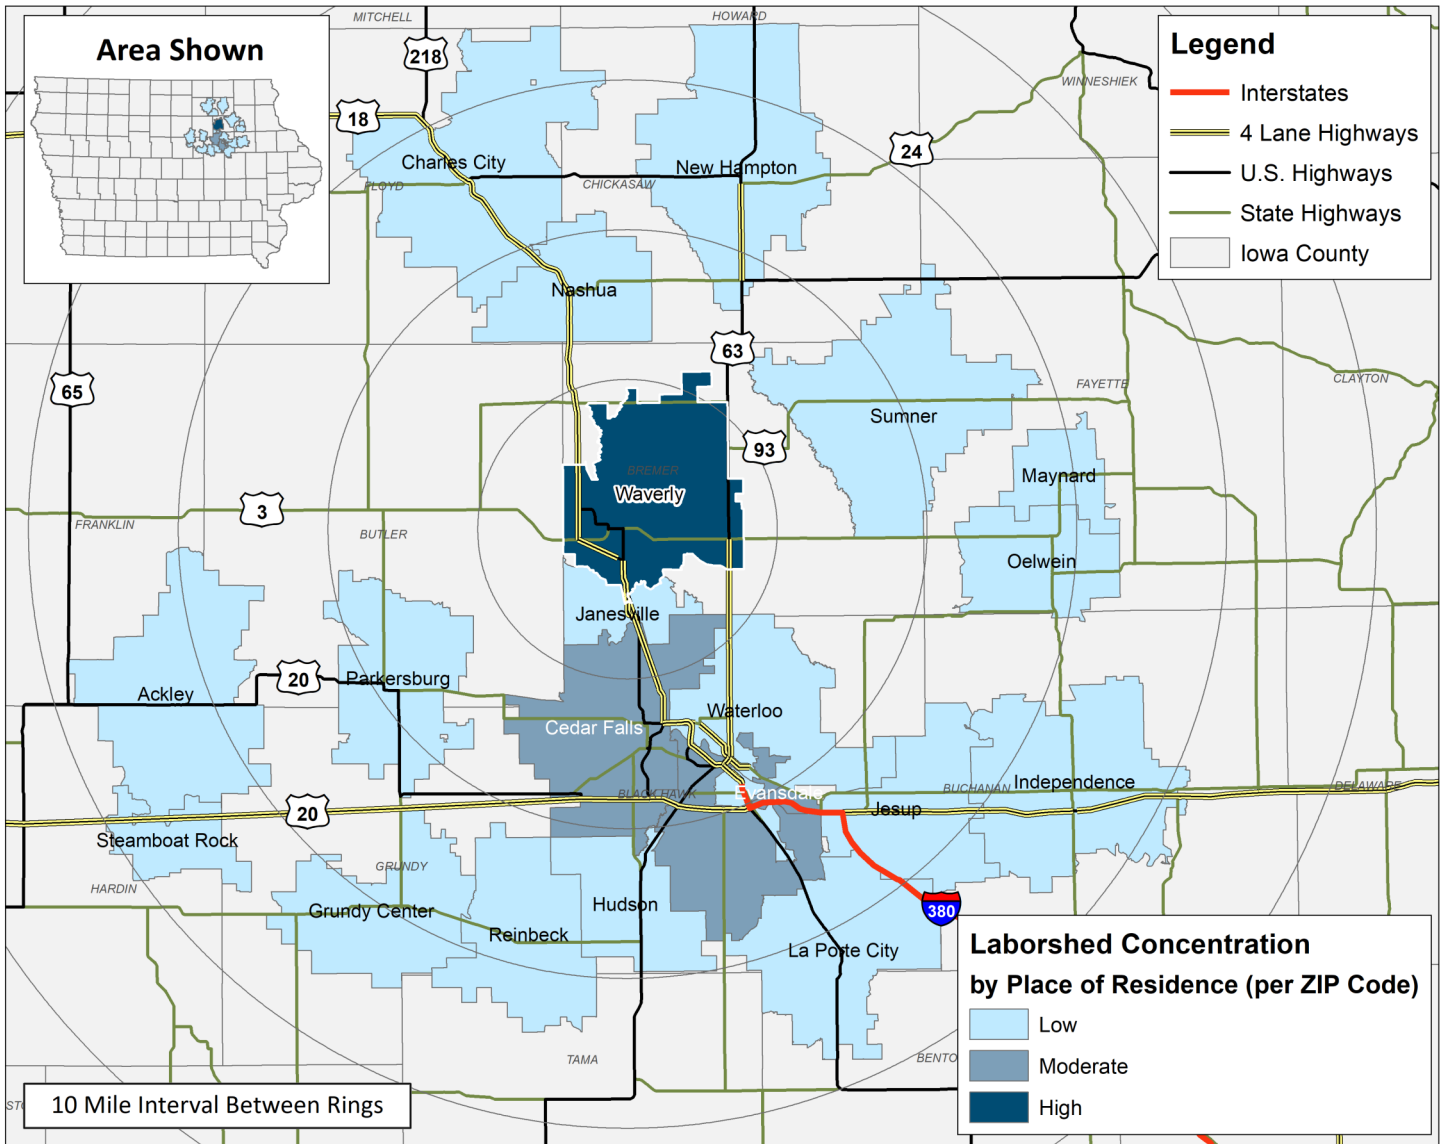 Area Shown
MITCHELL
HOWARD
218
18
WINNESHIEK
24
Charles City
New Hampton
FLOYD
CHICKASAW
Legend
Interstates
4 Lane Highways
U.S. Highways
State Highways
Iowa County
Nashua
63
65
FAYETTE
CLAYTON
Sumner
93
BREMER
Waverly
Maynard
3
FRANKLIN
BUTLER
Oelwein
Janesville
20
Parkersburg
Ackley
Waterloo
Cedar Falls
Independence
BUCHANAN
DELAWARE
BLACK HAWK
Evansdale
Jesup
20
Steamboat Rock
GRUNDY
HARDIN
Grundy Center
Hudson
Reinbeck
380
La Porte City
TAMA
BENTO
Laborshed Concentration
by Place of Residence (per ZIP Code)
Low
Moderate
High
10 Mile Interval Between Rings